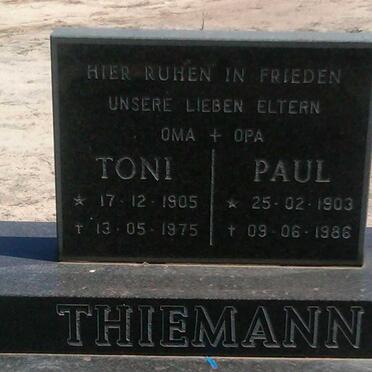 HIER RUHEN IN FRIEDEN
UNSERE LIEBEN ELTERN
OMA + OPA
TONI PAUL
* 17-12-1905 * 25-02-1903
† 13-05-1975 † 09-06-1986
THIEMANN